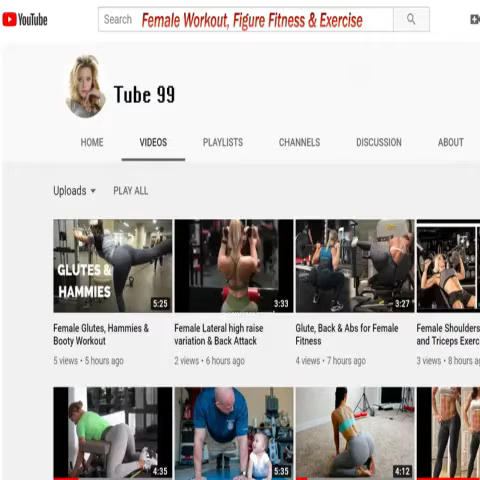 YouTube
Search Female Workout, Figure Fitness & Exercise
Tube 99
HOME VIDEOS PLAYLISTS CHANNELS DISCUSSION ABOUT
Uploads PLAY ALL
GLUTES &
HAMMIES
5:25 3:33 3:27
Female Glutes, Hammies &
Booty Workout
5 views • 5 hours ago
Female Lateral high raise
variation & Back Attack
2 views • 6 hours ago
Glute, Back & Abs for Female
Fitness
4 views • 7 hours ago
Female Shoulders
and Triceps Exerc
3 views • 8 hours a
4:35 5:35 4:12